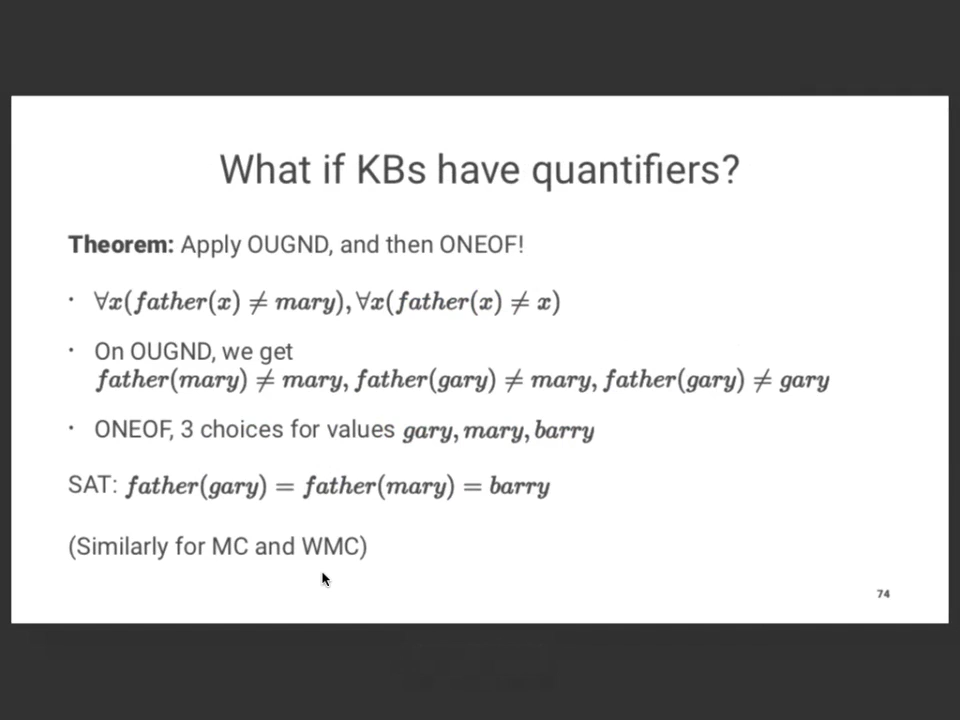 What if KBs have quantifiers?
Theorem: Apply OUGND, and then ONEOF!
• ∀x(father(x) ≠ mary), ∀x(father(x) ≠ x)
• On OUGND, we get
father(mary) ≠ mary, father(gary) ≠ mary, father(gary) ≠ gary
• ONEOF, 3 choices for values gary, mary, barry
SAT: father(gary) = father(mary) = barry
(Similarly for MC and WMC)
74